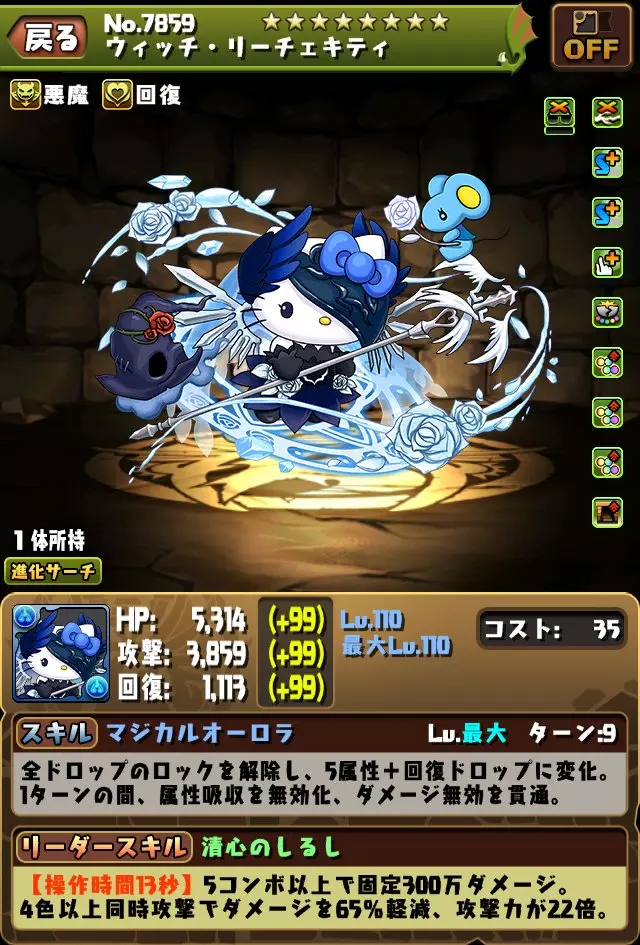 戻る
No.7859
ウィッチ・リーチェキティ
OFF
悪魔 回復
1体所持
進化サーチ
HP: 5,314 (+99)
攻撃: 3,859 (+99)
回復: 1,113 (+99)
Lv.110
最大Lv.110
コスト: 35
スキル マジカルオーロラ Lv.最大 ターン:9
全ドロップのロックを解除し、5属性+回復ドロップに変化。
1ターンの間、属性吸収を無効化、ダメージ無効を貫通。
リーダースキル 清心のしるし
【操作時間13秒】5コンボ以上で固定300万ダメージ。
4色以上同時攻撃でダメージを65%軽減、攻撃力が22倍。